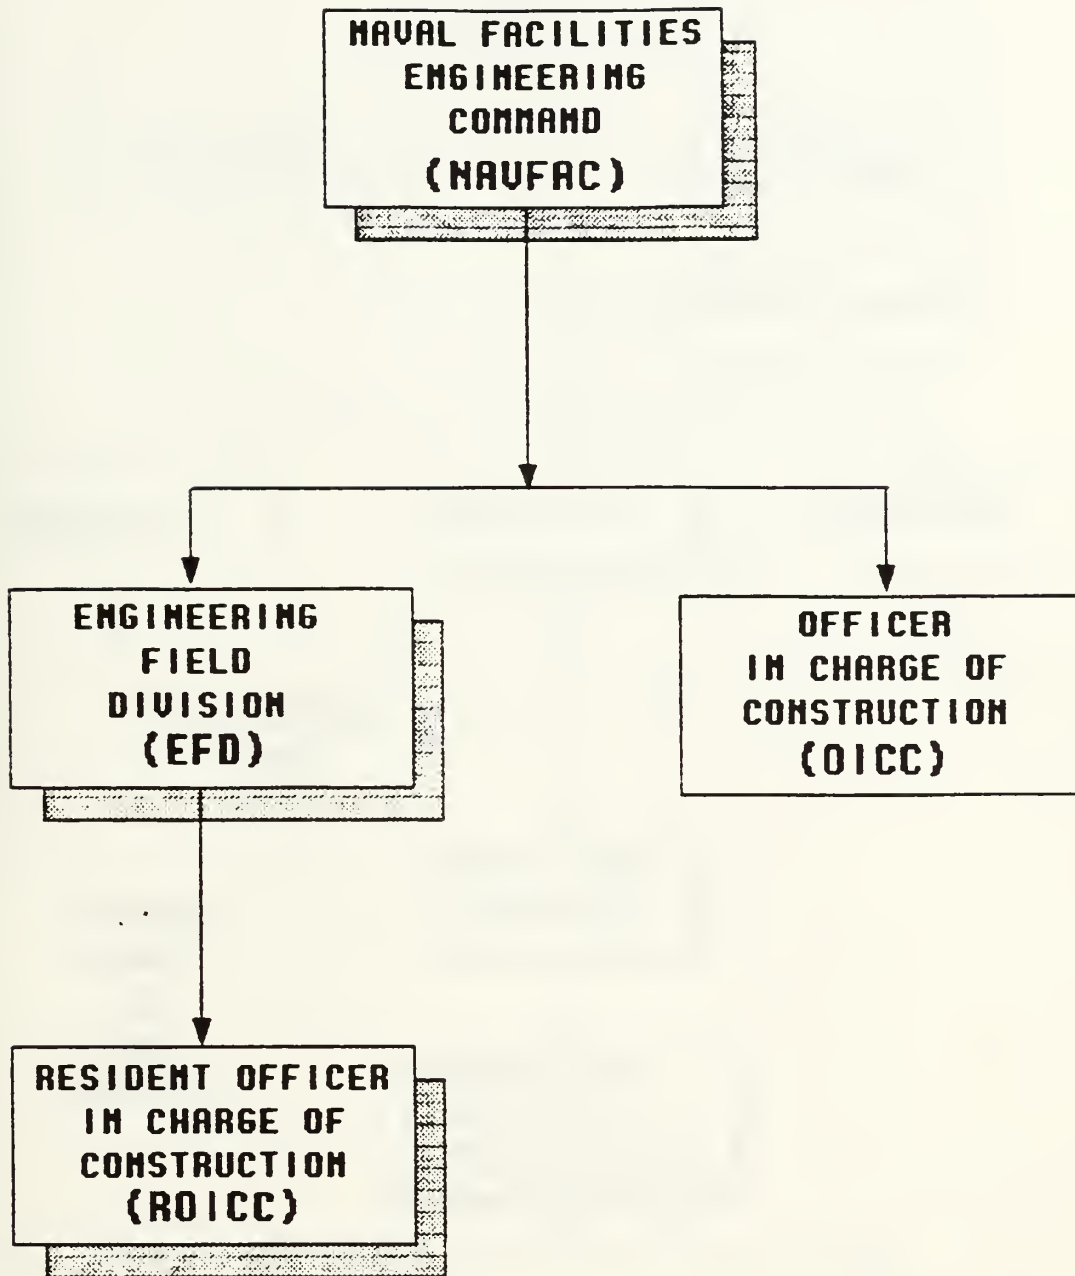 NAVAL FACILITIES
ENGINEERING
COMMAND
(NAVFAC)
ENGINEERING
FIELD
DIVISION
(EFD)
OFFICER
IN CHARGE OF
CONSTRUCTION
(OICC)
RESIDENT OFFICER
IN CHARGE OF
CONSTRUCTION
(ROICC)